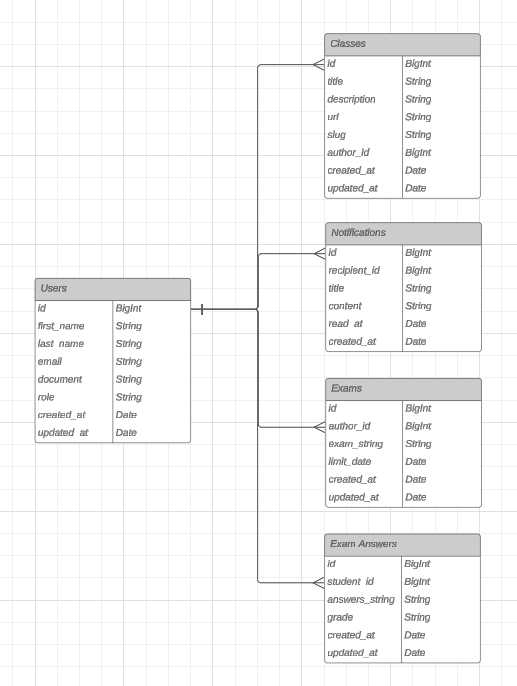 Classes
id BigInt
title String
description String
url String
slug String
author_id BigInt
created_at Date
updated_at Date
Notifications
id BigInt
recipient_id BigInt
title String
content String
read_at Date
created_at Date
Users
id BigInt
first_name String
last_name String
email String
document String
role String
created_at Date
updated_at Date
Exams
id BigInt
author_id BigInt
exam_string String
limit_date Date
created_at Date
updated_at Date
Exam Answers
id BigInt
student_id BigInt
answers_string String
grade String
created_at Date
updated_at Date